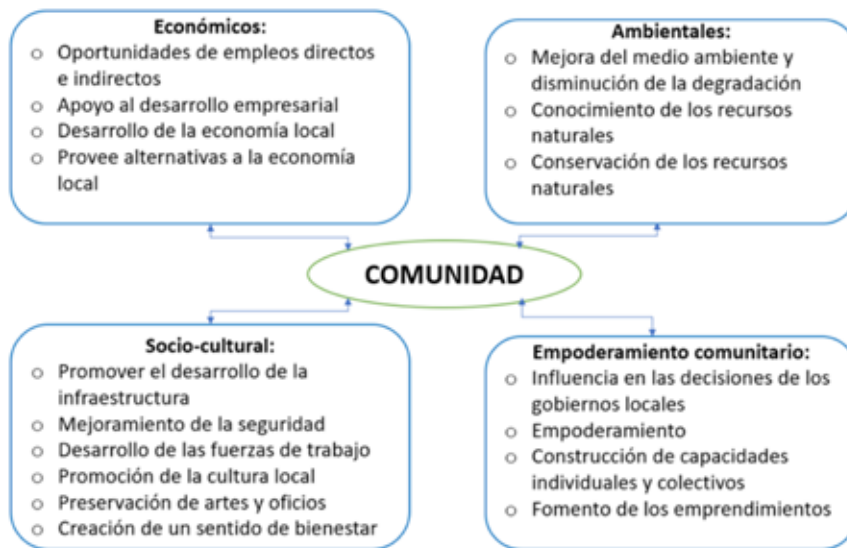 Económicos:
o Oportunidades de empleos directos
e indirectos
o Apoyo al desarrollo empresarial
o Desarrollo de la economía local
o Provee alternativas a la economía
local
Ambientales:
o Mejora del medio ambiente y
disminución de la degradación
o Conocimiento de los recursos
naturales
o Conservación de los recursos
naturales
COMUNIDAD
Socio-cultural:
o Promover el desarrollo de la
infraestructura
o Mejoramiento de la seguridad
o Desarrollo de las fuerzas de trabajo
o Promoción de la cultura local
o Preservación de artes y oficios
o Creación de un sentido de bienestar
Empoderamiento comunitario:
o Influencia en las decisiones de los
gobiernos locales
o Empoderamiento
o Construcción de capacidades
individuales y colectivos
o Fomento de los emprendimientos